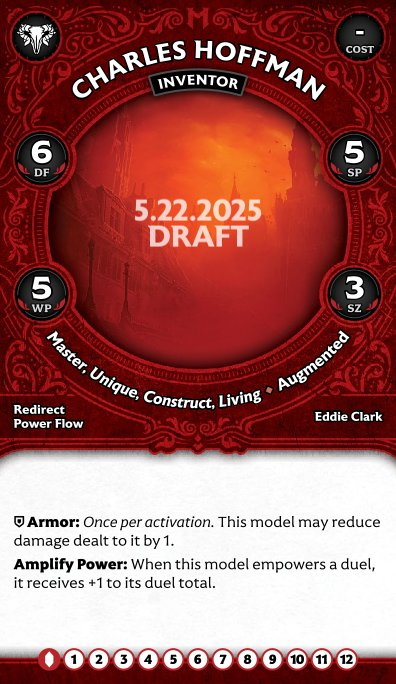 -
COST
CHARLES HOFFMAN
INVENTOR
6
DF
5
SP
5.22.2025
DRAFT
5
WP
3
SZ
Master, Unique, Construct, Living ♦ Augmented
Redirect
Power Flow
Eddie Clark
Armor: Once per activation. This model may reduce
damage dealt to it by 1.
Amplify Power: When this model empowers a duel,
it receives +1 to its duel total.
1 2 3 4 5 6 7 8 9 10 11 12